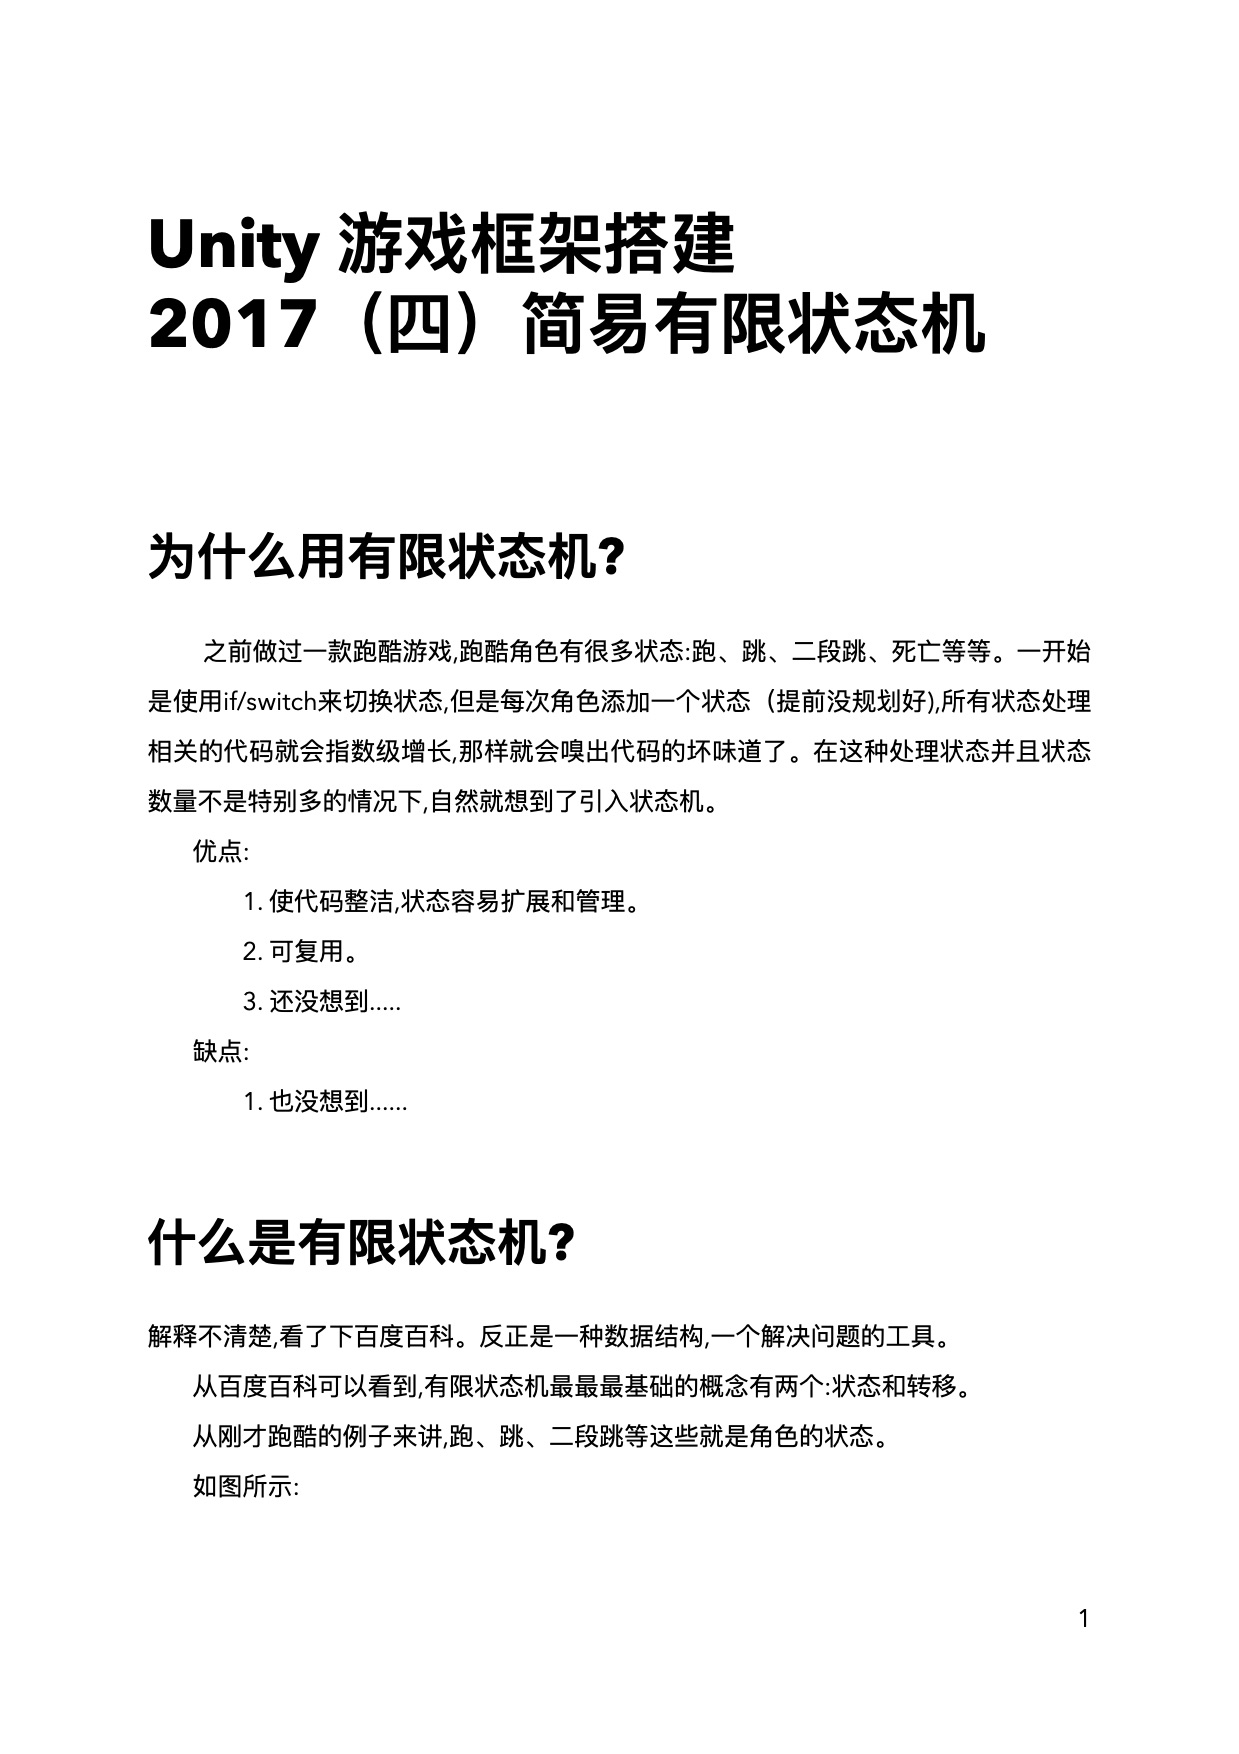 Unity 游戏框架搭建
2017（四）简易有限状态机
为什么用有限状态机?
之前做过一款跑酷游戏,跑酷角色有很多状态:跑、跳、二段跳、死亡等等。一开始
是使用if/switch来切换状态,但是每次角色添加一个状态（提前没规划好),所有状态处理
相关的代码就会指数级增长,那样就会嗅出代码的坏味道了。在这种处理状态并且状态
数量不是特别多的情况下,自然就想到了引入状态机。
优点:
1. 使代码整洁,状态容易扩展和管理。
2. 可复用。
3. 还没想到.....
缺点:
1. 也没想到......
什么是有限状态机?
解释不清楚,看了下百度百科。反正是一种数据结构,一个解决问题的工具。
从百度百科可以看到,有限状态机最最最基础的概念有两个:状态和转移。
从刚才跑酷的例子来讲,跑、跳、二段跳等这些就是角色的状态。
如图所示:
1